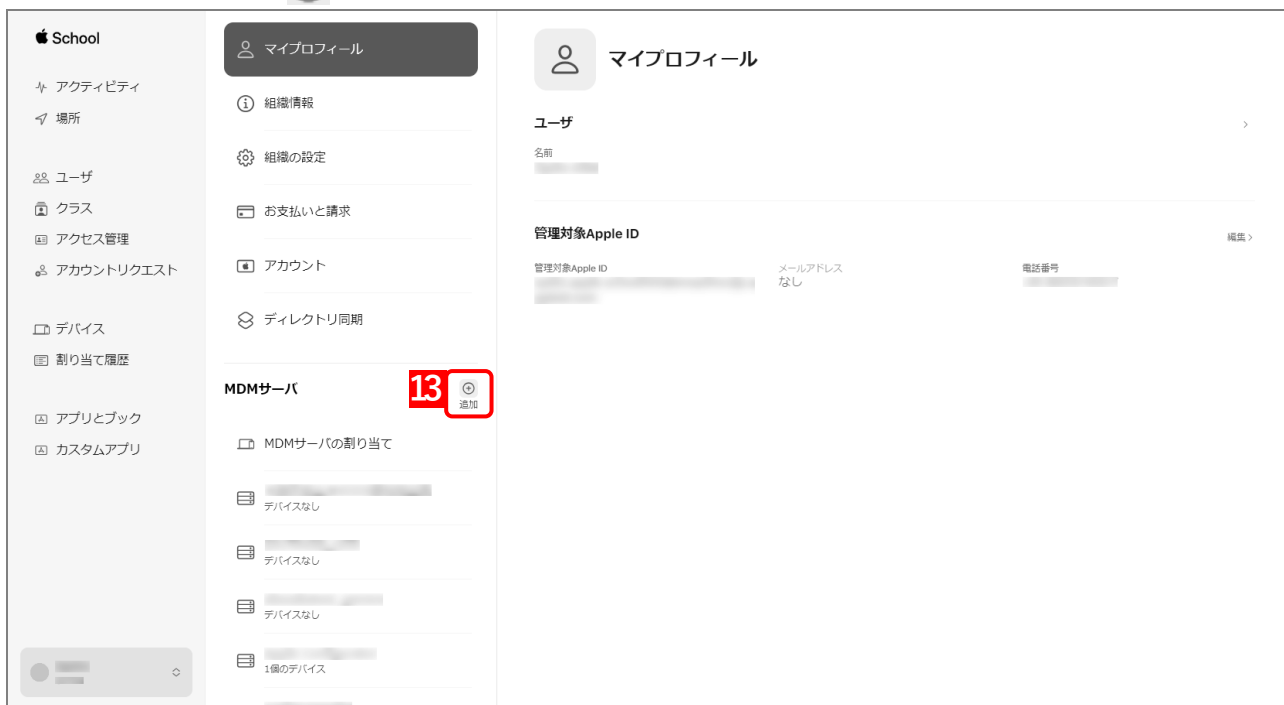 School
アクティビティ
場所
ユーザ
クラス
アクセス管理
アカウントリクエスト
デバイス
割り当て履歴
アプリとブック
カスタムアプリ
マイプロフィール
組織情報
組織の設定
お支払いと請求
アカウント
ディレクトリ同期
MDMサーバ
13
追加
MDMサーバの割り当て
デバイスなし
デバイスなし
デバイスなし
1個のデバイス
マイプロフィール
ユーザ
名前
管理対象Apple ID
編集
管理対象Apple ID
メールアドレス
電話番号
なし